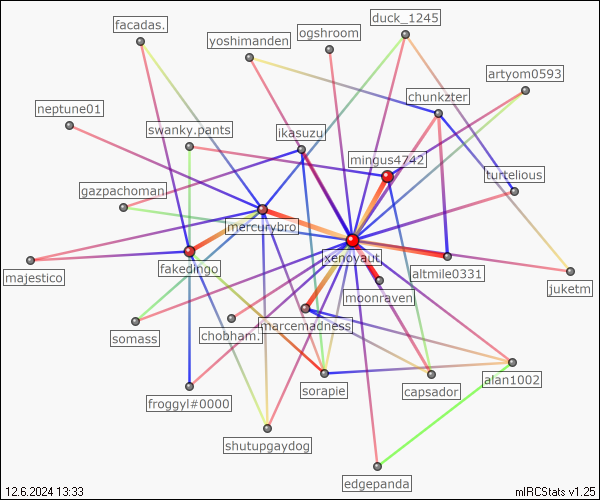 duck_1245
facadas.
ogshroom
yoshimanden
artyom0593
chunkzter
neptune01
swanky.pants
ikasuzu
mingus4742
turtelious
gazpachoman
mercurybro
xenovaut
fakedingo
majestico
altmile0331
juketm
moonraven
marcemadness
somass
chobham.
alan1002
sorapie
capsador
froggyl#0000
shutupgaydog
edgepanda
12.6.2024 13:33
mIRCStats v1.25